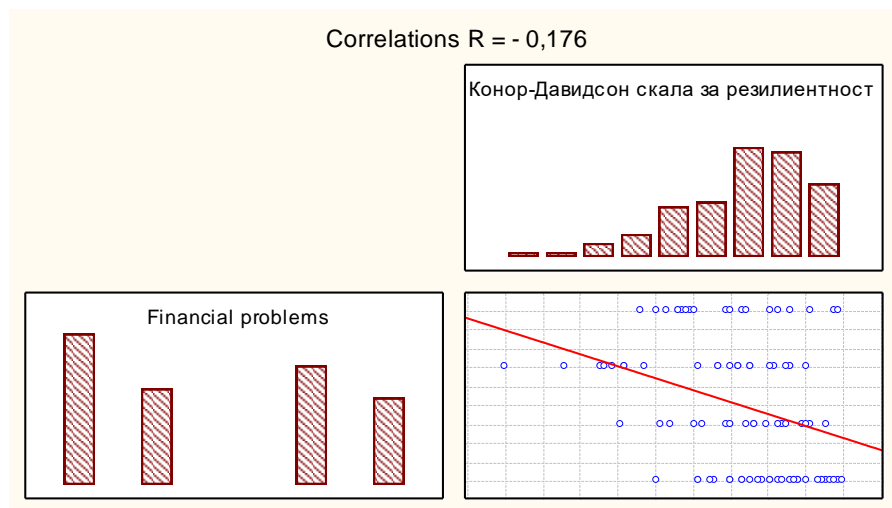 Correlations R = - 0,176
Конор-Давидсон скала за резилиентност
Financial problems